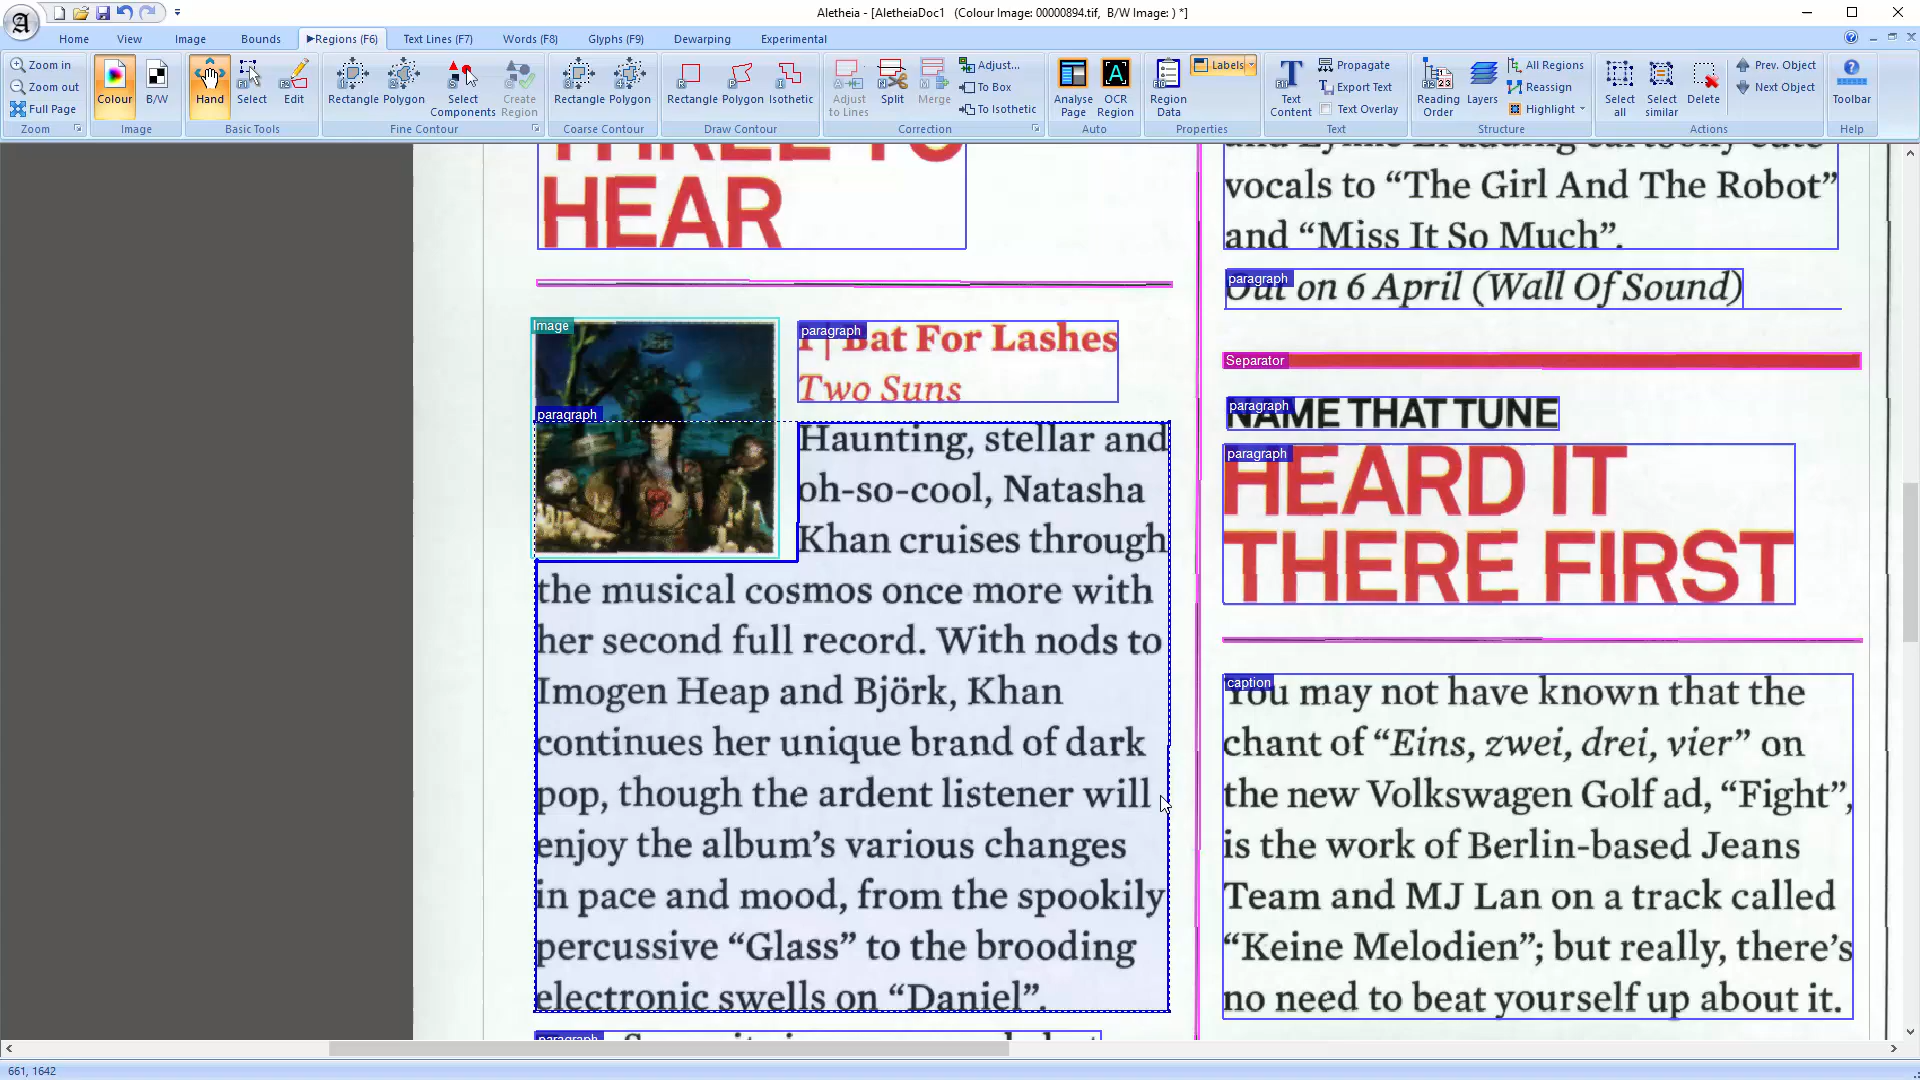 Aletheia - [AletheiaDoc1 (Colour Image: 00000894.tif, B/W Image: ) *]
Home View Image Bounds ▸Regions (F6) Text Lines (F7) Words (F8) Glyphs (F9) Dewarping Experimental
Zoom in
Zoom out
Full Page
Zoom
Colour B/W
Image
Hand Select Edit
Basic Tools
Rectangle Polygon Select Components Create Region
Fine Contour
Rectangle Polygon
Coarse Contour
Rectangle Polygon Isothetic
Draw Contour
Adjust to Lines Split Merge
Adjust...
To Box
To Isothetic
Correction
Analyse Page OCR Region
Auto
Region Data Labels
Properties
Text Content
Propagate
Export Text
Text Overlay
Text
Reading Order Layers
All Regions
Reassign
Highlight
Structure
Select all Select similar Delete
Prev. Object
Next Object
Actions
Toolbar
Help
THREE TO
HEAR
Image
paragraph
Bat For Lashes
Two Suns
paragraph
Haunting, stellar and
oh-so-cool, Natasha
Khan cruises through
the musical cosmos once more with
her second full record. With nods to
Imogen Heap and Björk, Khan
continues her unique brand of dark
pop, though the ardent listener will
enjoy the album’s various changes
in pace and mood, from the spookily
percussive “Glass” to the brooding
electronic swells on “Daniel”.
paragraph
vocals to “The Girl And The Robot”
and “Miss It So Much”.
paragraph
Out on 6 April (Wall Of Sound)
Separator
paragraph
NAME THAT TUNE
paragraph
HEARD IT
THERE FIRST
caption
You may not have known that the
chant of “Eins, zwei, drei, vier” on
the new Volkswagen Golf ad, “Fight”,
is the work of Berlin-based Jeans
Team and MJ Lan on a track called
“Keine Melodien”; but really, there’s
no need to beat yourself up about it.
661, 1642